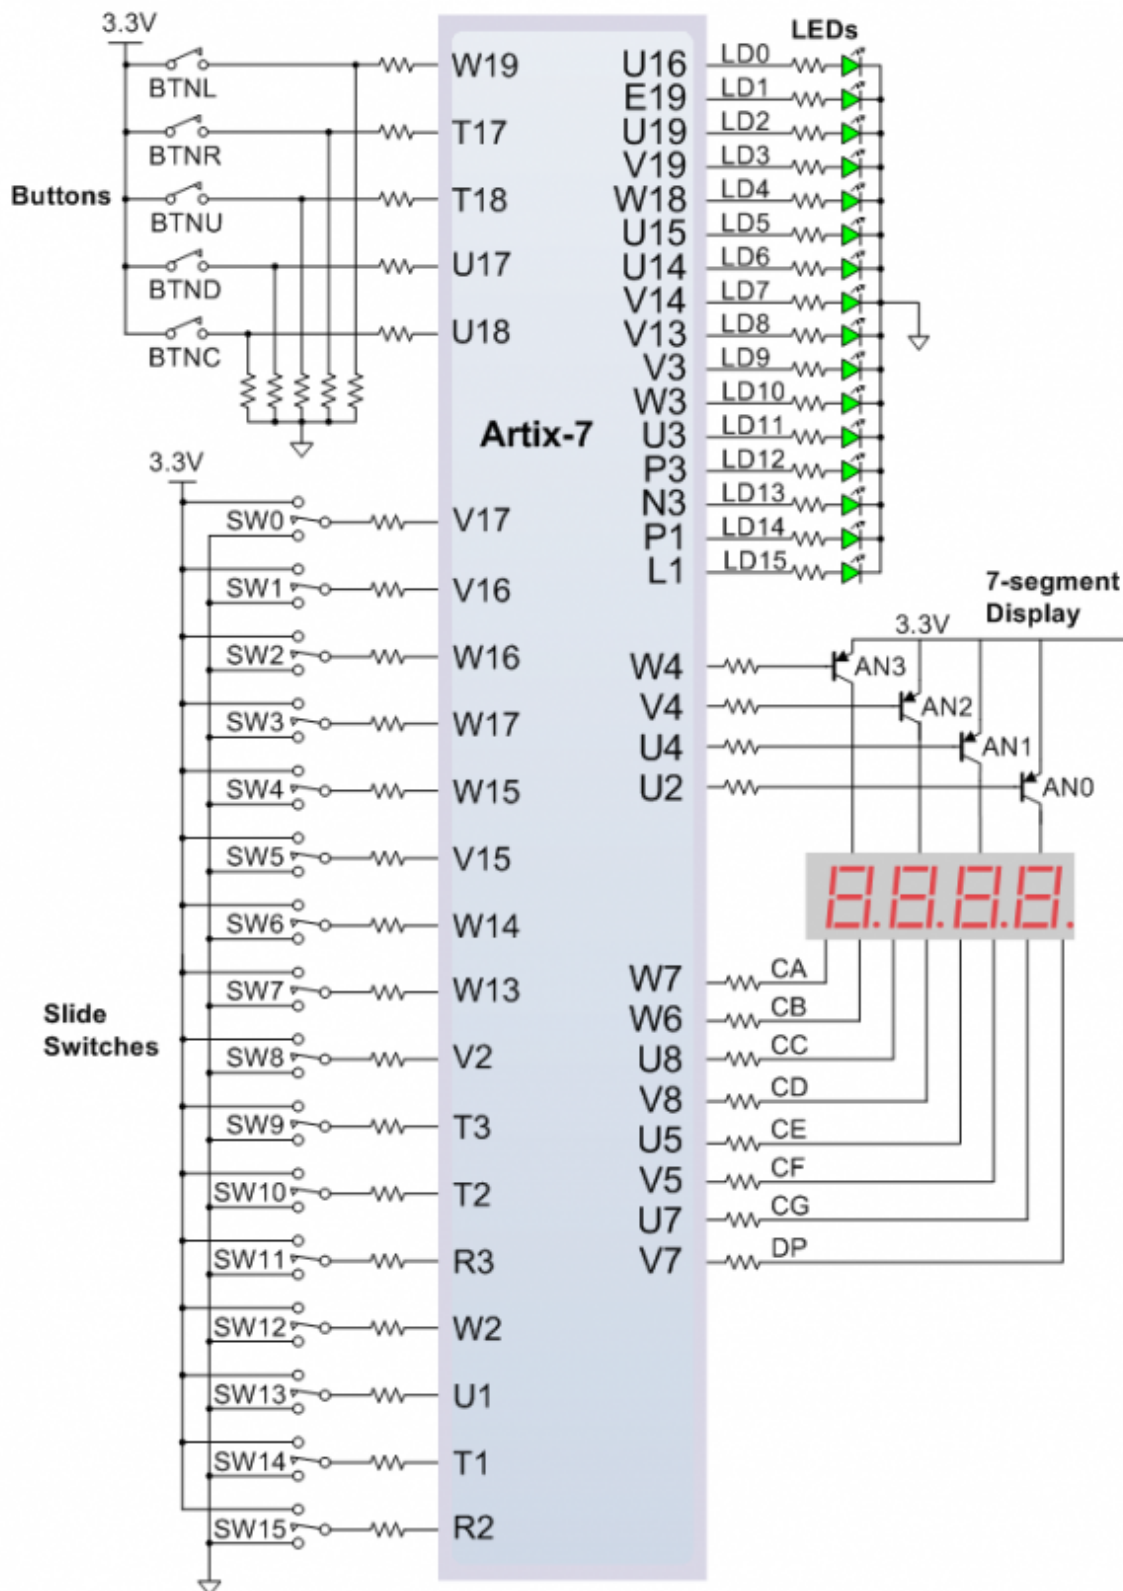 3.3V
Buttons
BTNL
BTNR
BTNU
BTND
BTNC
W19
T17
T18
U17
U18
Artix-7
3.3V
Slide
Switches
SW0
V17
SW1
V16
SW2
W16
SW3
W17
SW4
W15
SW5
V15
SW6
W14
SW7
W13
SW8
V2
SW9
T3
SW10
T2
SW11
R3
SW12
W2
SW13
U1
SW14
T1
SW15
R2
LEDs
U16 LD0
E19 LD1
U19 LD2
V19 LD3
W18 LD4
U15 LD5
U14 LD6
V14 LD7
V13 LD8
V3 LD9
W3 LD10
U3 LD11
P3 LD12
N3 LD13
P1 LD14
L1 LD15
7-segment
Display
3.3V
W4 AN3
V4 AN2
U4 AN1
U2 AN0
8.8.8.8.
W7 CA
W6 CB
U8 CC
V8 CD
U5 CE
V5 CF
U7 CG
V7 DP